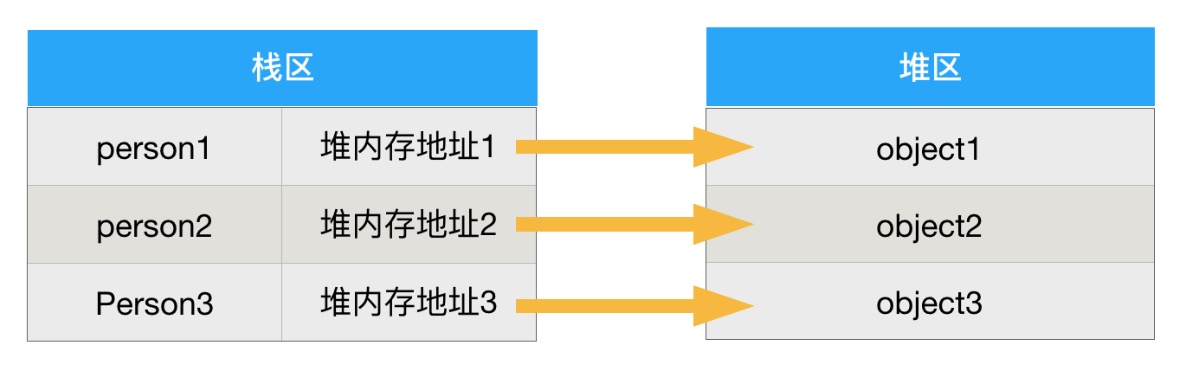 栈区
堆区
person1
堆内存地址1
object1
person2
堆内存地址2
object2
Person3
堆内存地址3
object3